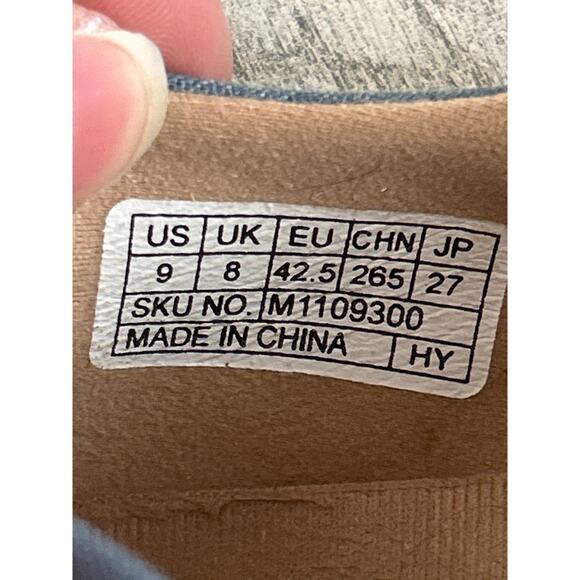 US UK EU CHN JP
9 8 42.5 265 27
SKU NO. M1109300
MADE IN CHINA HY